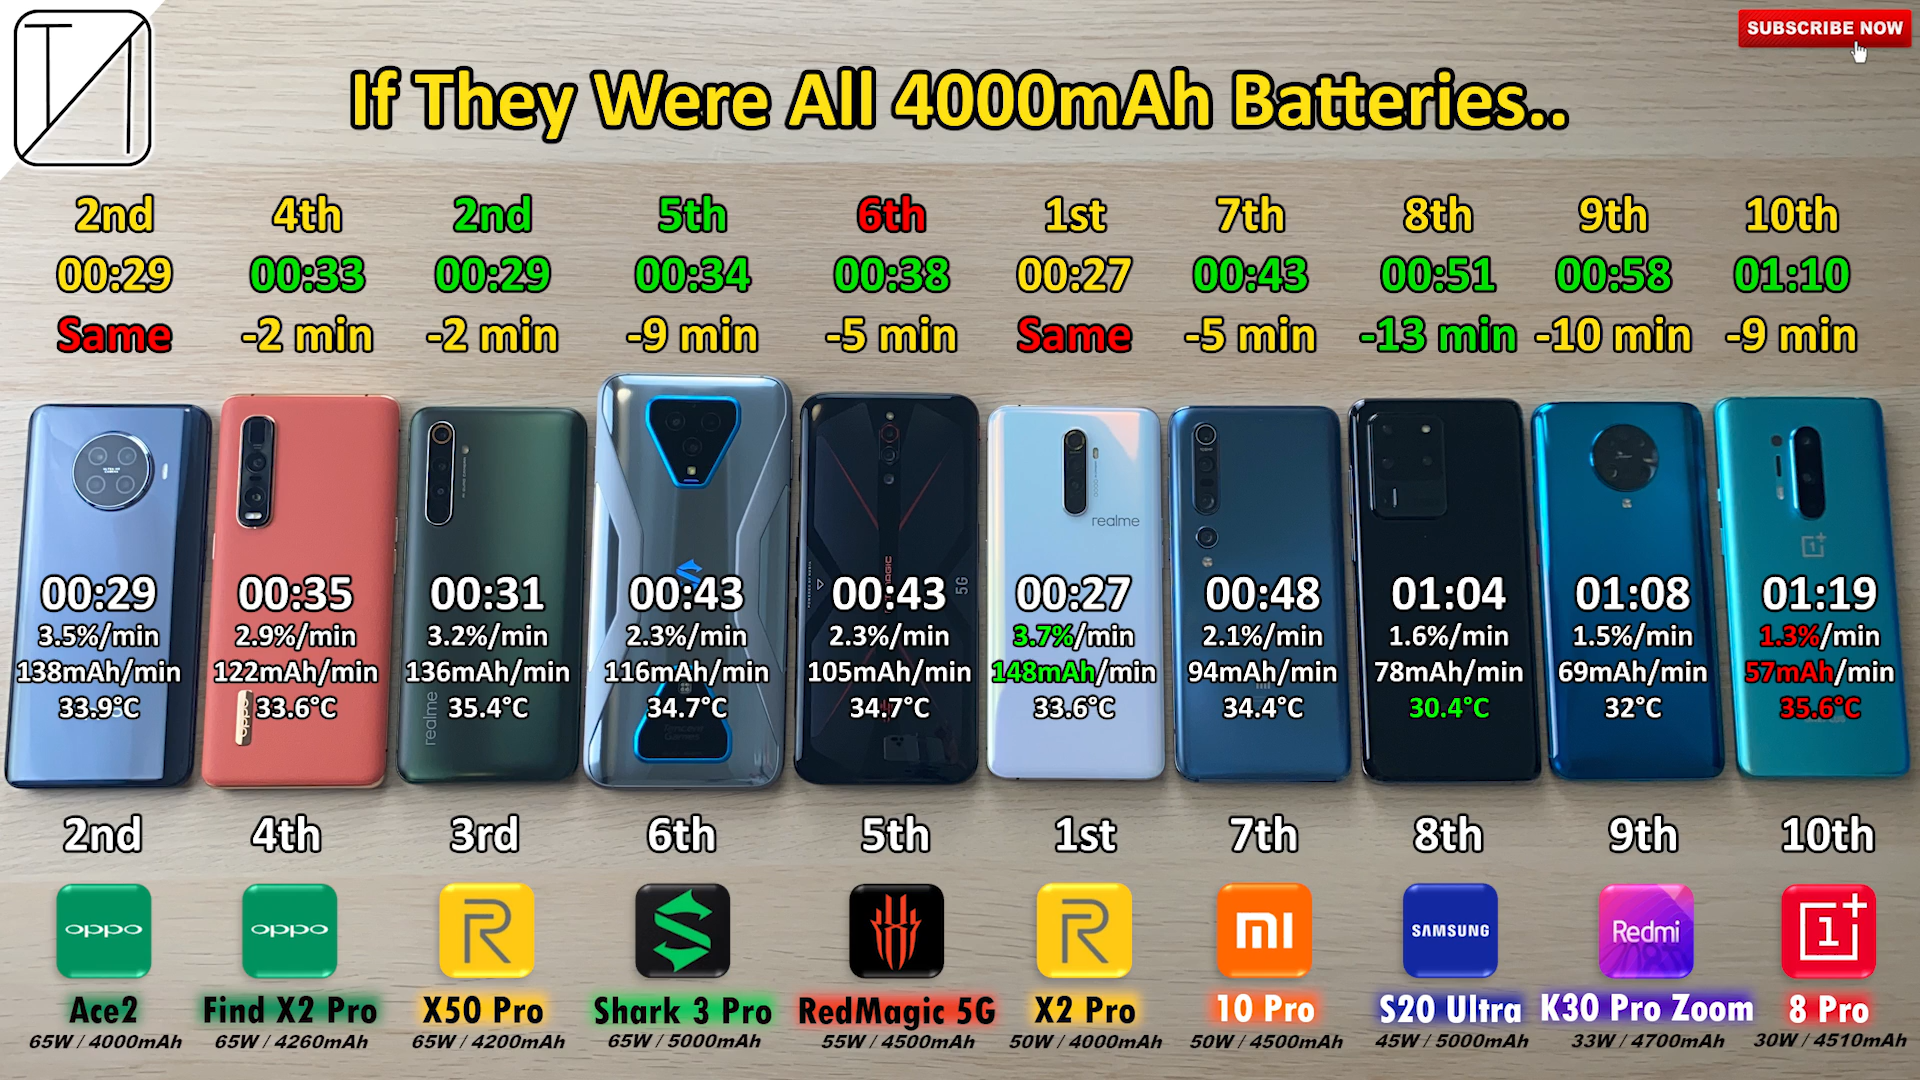 SUBSCRIBE NOW
If They Were All 4000mAh Batteries..
2nd 4th 2nd 5th 6th 1st 7th 8th 9th 10th
00:29 00:33 00:29 00:34 00:38 00:27 00:43 00:51 00:58 01:10
Same -2 min -2 min -9 min -5 min Same -5 min -13 min -10 min -9 min
realme
5G
00:29 00:35 00:31 00:43 00:43 00:27 00:48 01:04 01:08 01:19
3.5%/min 2.9%/min 3.2%/min 2.3%/min 2.3%/min 3.7%/min 2.1%/min 1.6%/min 1.5%/min 1.3%/min
138mAh/min 122mAh/min 136mAh/min 116mAh/min 105mAh/min 148mAh/min 94mAh/min 78mAh/min 69mAh/min 57mAh/min
33.9°C 33.6°C 35.4°C 34.7°C 34.7°C 33.6°C 34.4°C 30.4°C 32°C 35.6°C
oppo
realme
2nd 4th 3rd 6th 5th 1st 7th 8th 9th 10th
oppo oppo R R mi SAMSUNG Redmi 1+
Ace2 Find X2 Pro X50 Pro Shark 3 Pro RedMagic 5G X2 Pro 10 Pro S20 Ultra K30 Pro Zoom 8 Pro
65W / 4000mAh 65W / 4260mAh 65W / 4200mAh 65W / 5000mAh 55W / 4500mAh 50W / 4000mAh 50W / 4500mAh 45W / 5000mAh 33W / 4700mAh 30W / 4510mAh